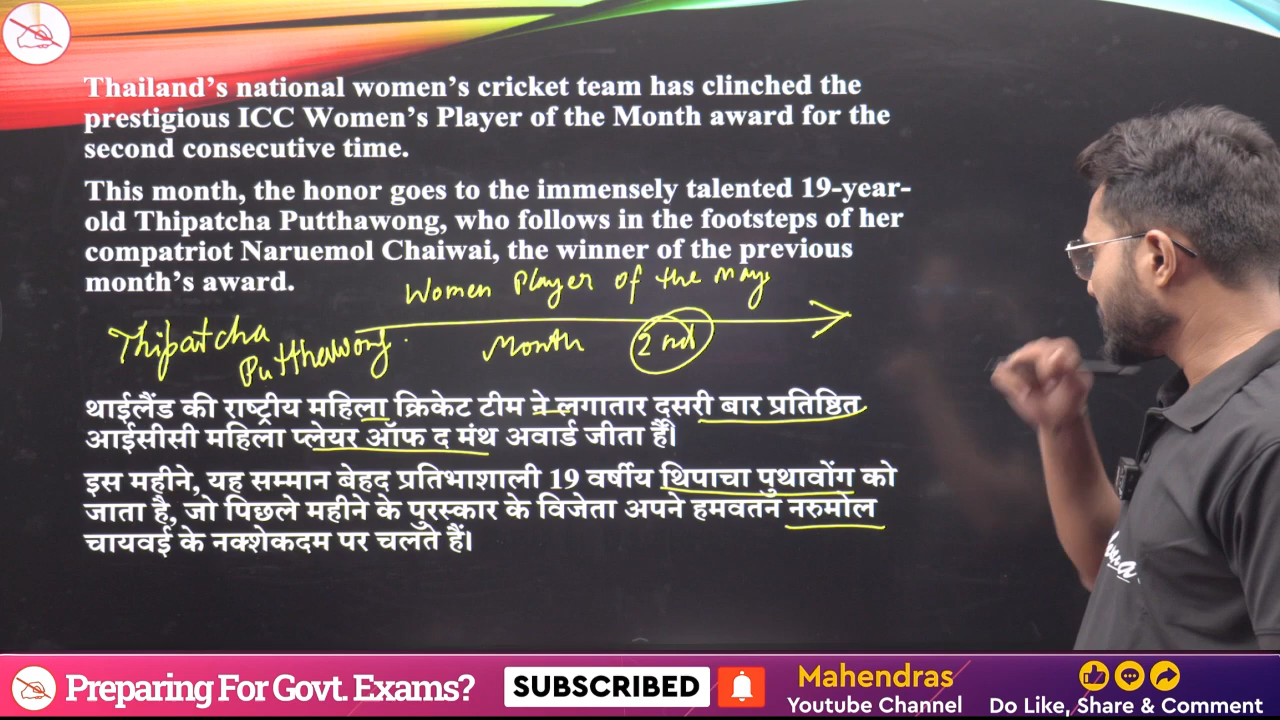 Thailand’s national women’s cricket team has clinched the
prestigious ICC Women’s Player of the Month award for the
second consecutive time.
This month, the honor goes to the immensely talented 19-year-
old Thipatcha Putthawong, who follows in the footsteps of her
compatriot Naruemol Chaiwai, the winner of the previous
month’s award.
Women Player of the May
Thipatcha
Putthawong.
Month
2nd
थाईलैंड की राष्ट्रीय महिला क्रिकेट टीम ने लगातार दूसरी बार प्रतिष्ठित
आईसीसी महिला प्लेयर ऑफ द मंथ अवार्ड जीता है।
इस महीने, यह सम्मान बेहद प्रतिभाशाली 19 वर्षीय थिपाचा पुथावोंग को
जाता है, जो पिछले महीने के पुरस्कार के विजेता अपने हमवतन नरुमोल
चायवई के नक्शेकदम पर चलते हैं।
Preparing For Govt. Exams?
SUBSCRIBED
Mahendras
Youtube Channel
Do Like, Share & Comment